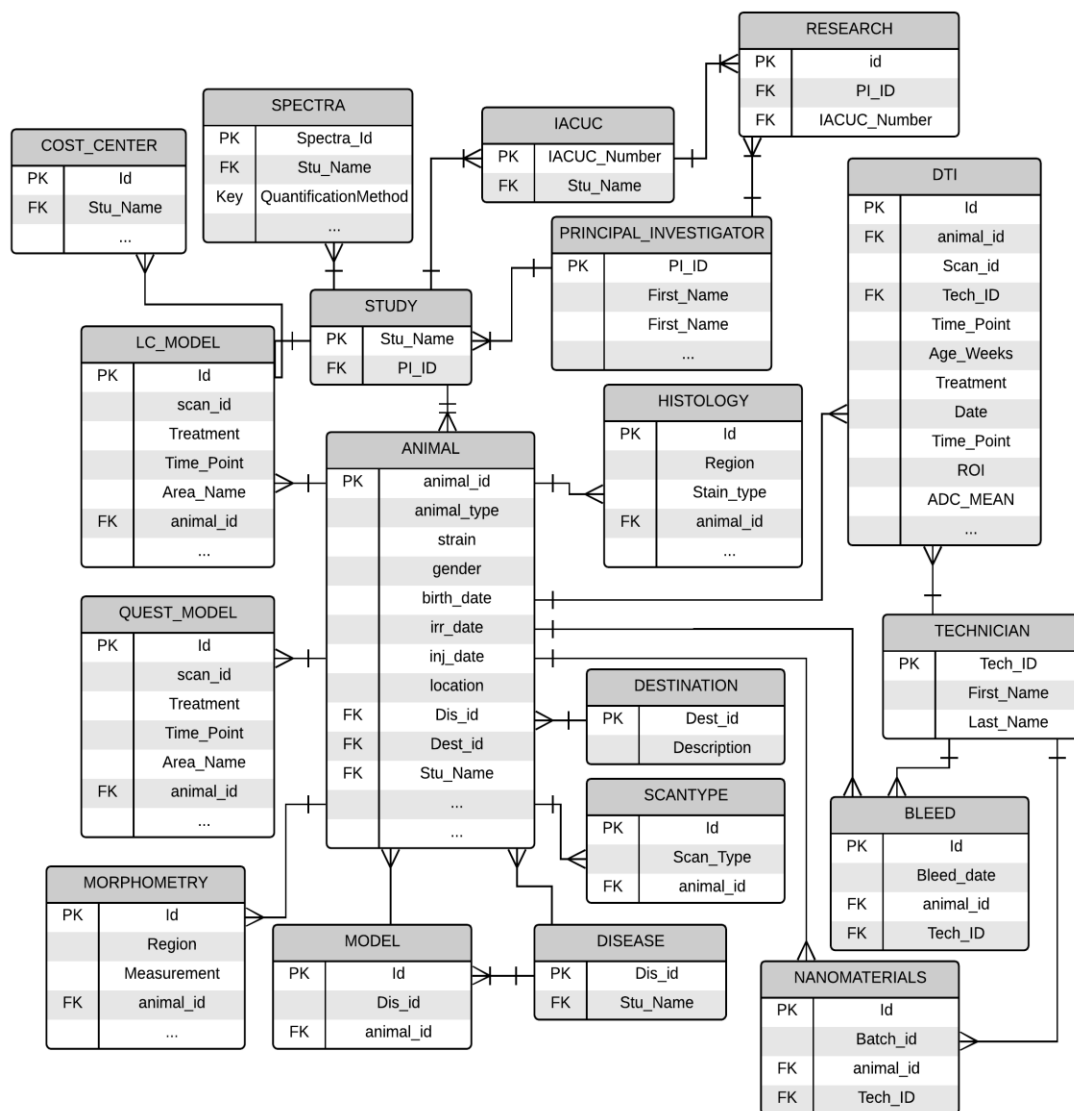 RESEARCH
PK id
FK PI_ID
FK IACUC_Number
SPECTRA
PK Spectra_Id
FK Stu_Name
Key QuantificationMethod
...
IACUC
PK IACUC_Number
FK Stu_Name
COST_CENTER
PK Id
FK Stu_Name
...
DTI
PK Id
FK animal_id
Scan_id
FK Tech_ID
Time_Point
Age_Weeks
Treatment
Date
Time_Point
ROI
ADC_MEAN
...
PRINCIPAL_INVESTIGATOR
PK PI_ID
First_Name
First_Name
...
STUDY
PK Stu_Name
FK PI_ID
LC_MODEL
PK Id
scan_id
Treatment
Time_Point
Area_Name
FK animal_id
...
HISTOLOGY
PK Id
Region
Stain_type
FK animal_id
...
ANIMAL
PK animal_id
animal_type
strain
gender
birth_date
irr_date
inj_date
location
FK Dis_id
FK Dest_id
FK Stu_Name
...
...
QUEST_MODEL
PK Id
scan_id
Treatment
Time_Point
Area_Name
FK animal_id
...
TECHNICIAN
PK Tech_ID
First_Name
Last_Name
DESTINATION
PK Dest_id
Description
SCANTYPE
PK Id
Scan_Type
FK animal_id
BLEED
PK Id
Bleed_date
FK animal_id
FK Tech_ID
MORPHOMETRY
PK Id
Region
Measurement
FK animal_id
...
MODEL
PK Id
Dis_id
FK animal_id
DISEASE
PK Dis_id
FK Stu_Name
NANOMATERIALS
PK Id
Batch_id
FK animal_id
FK Tech_ID